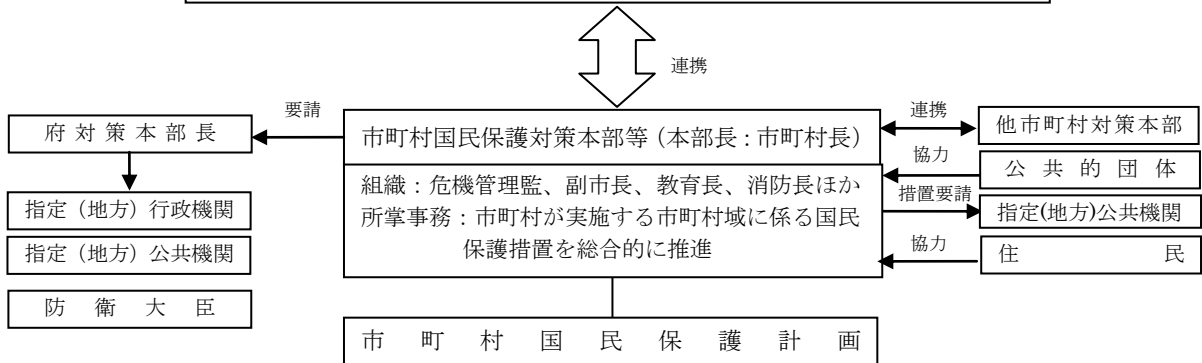 連携
要請
府対策本部長
指定（地方）行政機関
指定（地方）公共機関
防衛大臣
市町村国民保護対策本部等（本部長：市町村長）
組織：危機管理監、副市長、教育長、消防長ほか
所掌事務：市町村が実施する市町村域に係る国民
保護措置を総合的に推進
市町村国民保護計画
連携
他市町村対策本部
協力
公共的団体
措置要請
指定(地方)公共機関
協力
住民